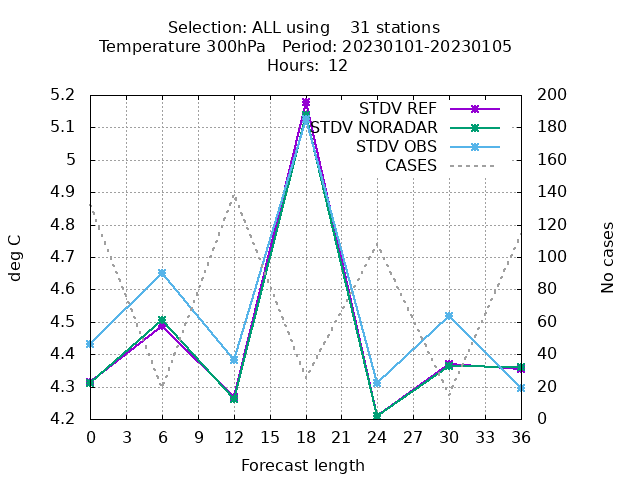 Selection: ALL using    31 stations
Temperature 300hPa   Period: 20230101-20230105
Hours:  12
5.2
5.1
5
4.9
4.8
4.7
4.6
4.5
4.4
4.3
4.2
deg C
200
180
160
140
120
100
80
60
40
20
0
No cases
STDV REF
STDV NORADAR
STDV OBS
CASES
0 3 6 9 12 15 18 21 24 27 30 33 36
Forecast length